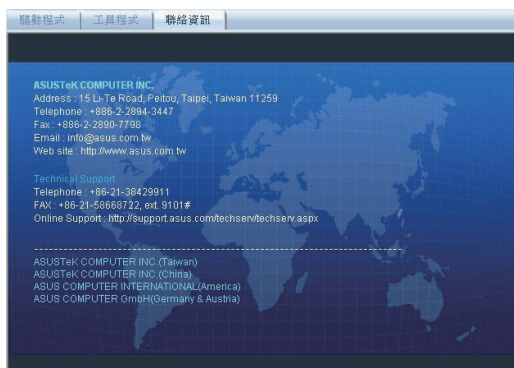 驅動程式 工具程式 聯絡資訊
ASUSTeK COMPUTER INC.
Address : 15 Li-Te Road, Peitou, Taipei, Taiwan 11259
Telephone : +886-2-2894-3447
Fax : +886-2-2890-7798
Email : info@asus.com.tw
Web site : http://www.asus.com.tw
Technical Support
Telephone : +86-21-38429911
FAX : +86-21-58668722, ext. 9101#
Online Support : http://support.asus.com/techserv/techserv.aspx
ASUSTeK COMPUTER INC.(Taiwan)
ASUSTeK COMPUTER INC.(China)
ASUS COMPUTER INTERNATIONAL(America)
ASUS COMPUTER GmbH(Germany & Austria)